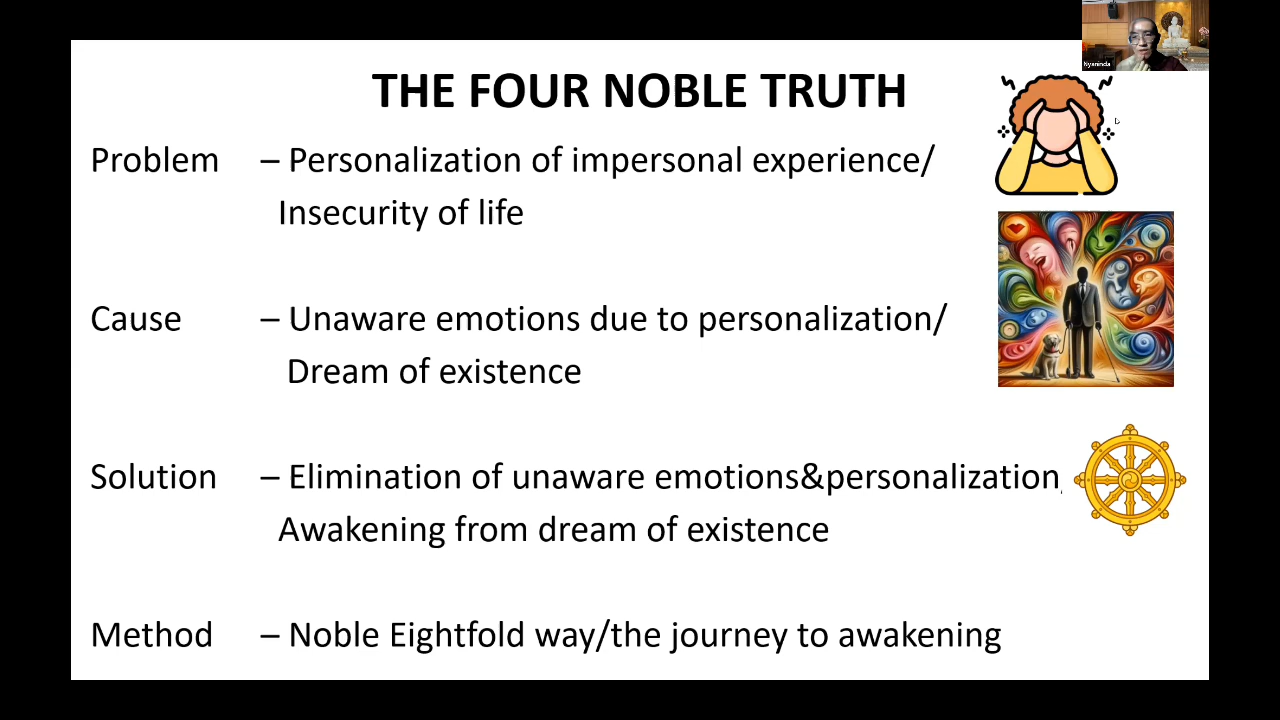 Nyaninda
THE FOUR NOBLE TRUTH
Problem – Personalization of impersonal experience/
Insecurity of life
Cause – Unaware emotions due to personalization/
Dream of existence
Solution – Elimination of unaware emotions&personalization
Awakening from dream of existence
Method – Noble Eightfold way/the journey to awakening